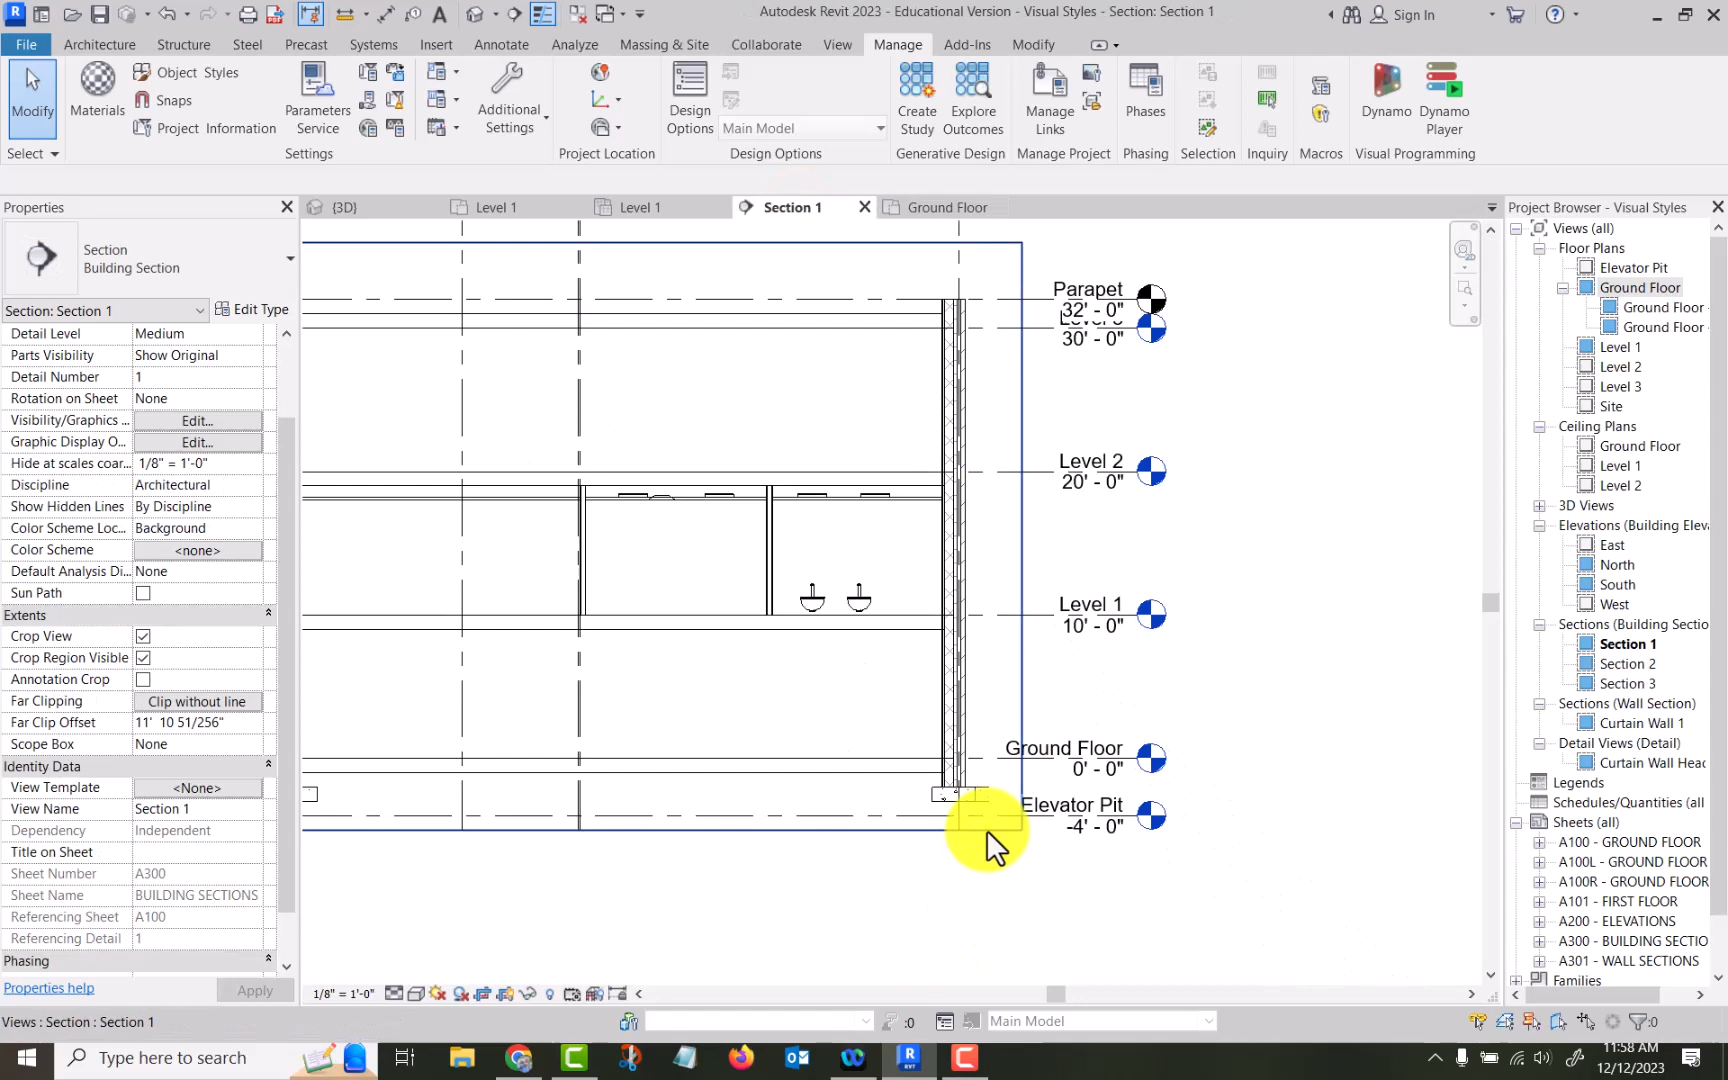 Autodesk Revit 2023 - Educational Version - Visual Styles - Section: Section 1
Sign In
File Architecture Structure Steel Precast Systems Insert Annotate Analyze Massing & Site Collaborate View Manage Add-Ins Modify
Modify
Materials
Object Styles
Snaps
Project Information
Parameters Service
Additional Settings
Design Options
Main Model
Create Study
Explore Outcomes
Manage Links
Phases
Dynamo
Dynamo Player
Select Settings Project Location Design Options Generative Design Manage Project Phasing Selection Inquiry Macros Visual Programming
Properties
{3D} Level 1 Level 1 Section 1 Ground Floor
Section
Building Section
Section: Section 1 Edit Type
Detail Level Medium
Parts Visibility Show Original
Detail Number 1
Rotation on Sheet None
Visibility/Graphics ... Edit...
Graphic Display O... Edit...
Hide at scales coar... 1/8" = 1'-0"
Discipline Architectural
Show Hidden Lines By Discipline
Color Scheme Loc... Background
Color Scheme <none>
Default Analysis Di... None
Sun Path
Extents
Crop View
Crop Region Visible
Annotation Crop
Far Clipping Clip without line
Far Clip Offset 11' 10 51/256"
Scope Box None
Identity Data
View Template <None>
View Name Section 1
Dependency Independent
Title on Sheet
Sheet Number A300
Sheet Name BUILDING SECTIONS
Referencing Sheet A100
Referencing Detail 1
Phasing
Properties help Apply
Parapet
32' - 0"
30' - 0"
Level 2
20' - 0"
Level 1
10' - 0"
Ground Floor
0' - 0"
Elevator Pit
-4' - 0"
1/8" = 1'-0"
Project Browser - Visual Styles
Views (all)
Floor Plans
Elevator Pit
Ground Floor
Ground Floor
Ground Floor
Level 1
Level 2
Level 3
Site
Ceiling Plans
Ground Floor
Level 1
Level 2
3D Views
Elevations (Building Elev
East
North
South
West
Sections (Building Sectio
Section 1
Section 2
Section 3
Sections (Wall Section)
Curtain Wall 1
Detail Views (Detail)
Curtain Wall Head
Legends
Schedules/Quantities (all
Sheets (all)
A100 - GROUND FLOOR
A100L - GROUND FLOOR
A100R - GROUND FLOOR
A101 - FIRST FLOOR
A200 - ELEVATIONS
A300 - BUILDING SECTIO
A301 - WALL SECTIONS
Families
Views : Section : Section 1
:0
Main Model
:0
Type here to search
11:58 AM
12/12/2023